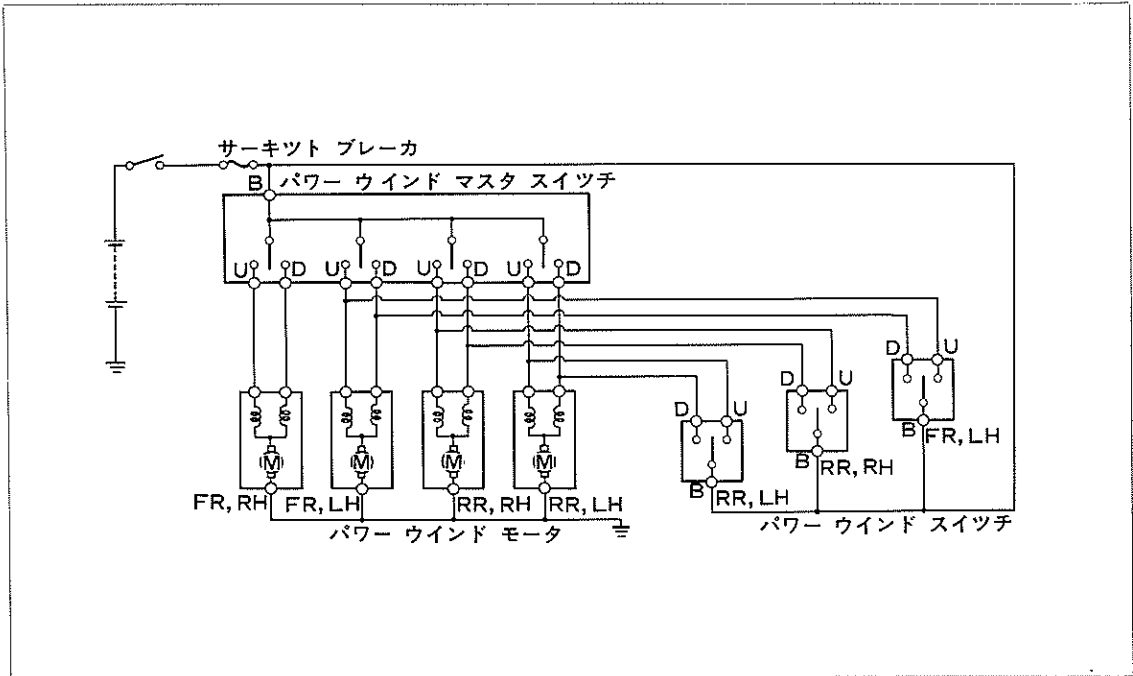 サーキット ブレーカ
B パワー ウインド マスタ スイッチ
U D U D U D U D
D U
D U
D U
M M M M
B FR, LH
B RR, RH
B RR, LH
FR, RH FR, LH RR, RH RR, LH
パワー ウインド スイッチ
パワー ウインド モータ